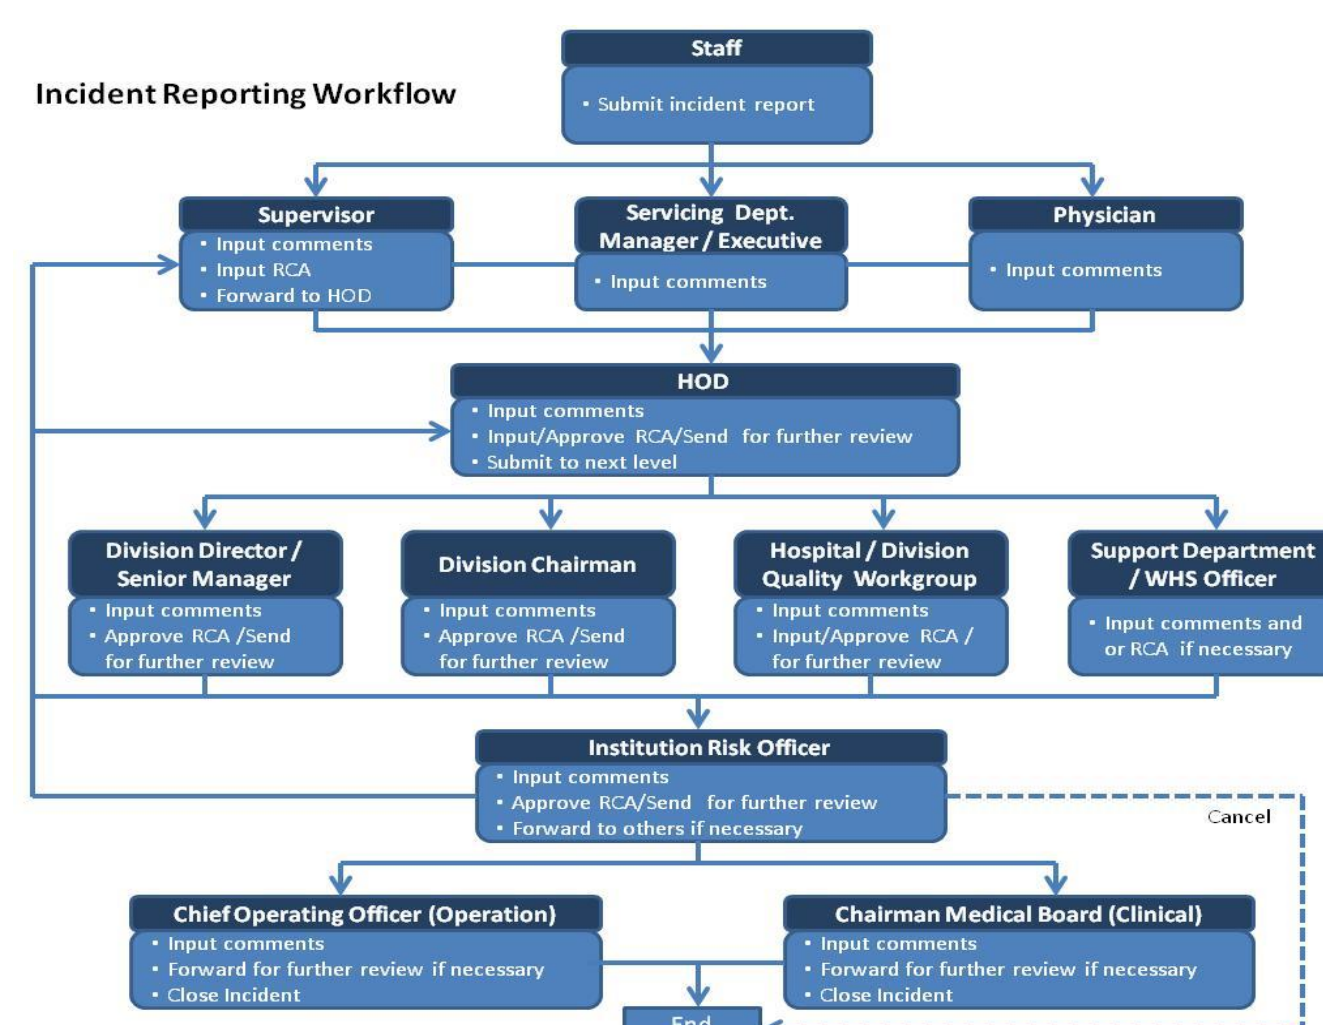 Incident Reporting Workflow
Staff
▪ Submit incident report
Supervisor
▪ Input comments
▪ Input RCA
▪ Forward to HOD
Servicing Dept.
Manager / Executive
▪ Input comments
Physician
▪ Input comments
HOD
▪ Input comments
▪ Input/Approve RCA/Send for further review
▪ Submit to next level
Division Director /
Senior Manager
▪ Input comments
▪ Approve RCA /Send
for further review
Division Chairman
▪ Input comments
▪ Approve RCA /Send
for further review
Hospital / Division
Quality Workgroup
▪ Input comments
▪ Input/Approve RCA /
for further review
Support Department
/ WHS Officer
▪ Input comments and
or RCA if necessary
Institution Risk Officer
▪ Input comments
▪ Approve RCA/Send for further review
▪ Forward to others if necessary
Cancel
Chief Operating Officer (Operation)
▪ Input comments
▪ Forward for further review if necessary
▪ Close Incident
Chairman Medical Board (Clinical)
▪ Input comments
▪ Forward for further review if necessary
▪ Close Incident
End